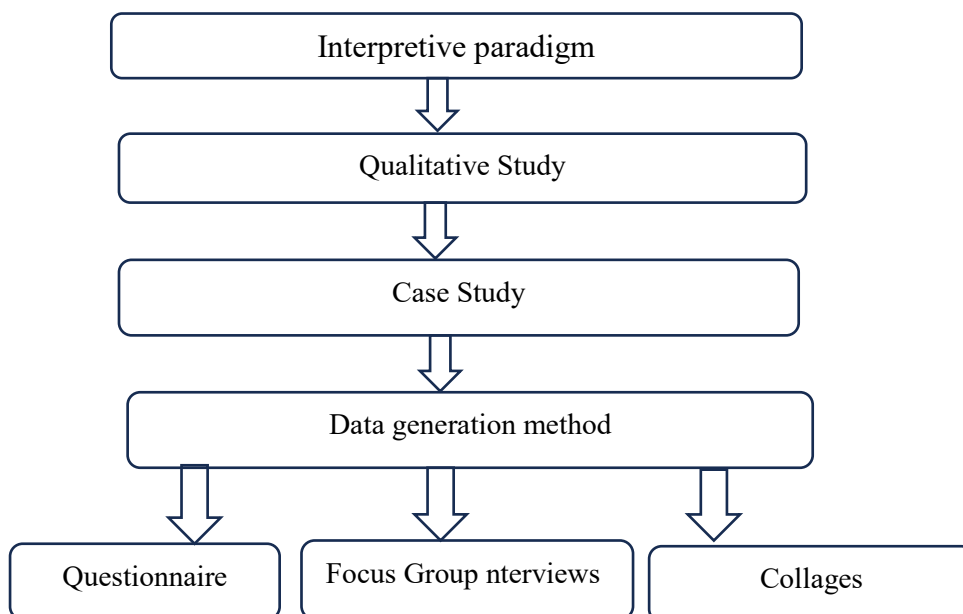 Interpretive paradigm
Qualitative Study
Case Study
Data generation method
Questionnaire
Focus Group nterviews
Collages